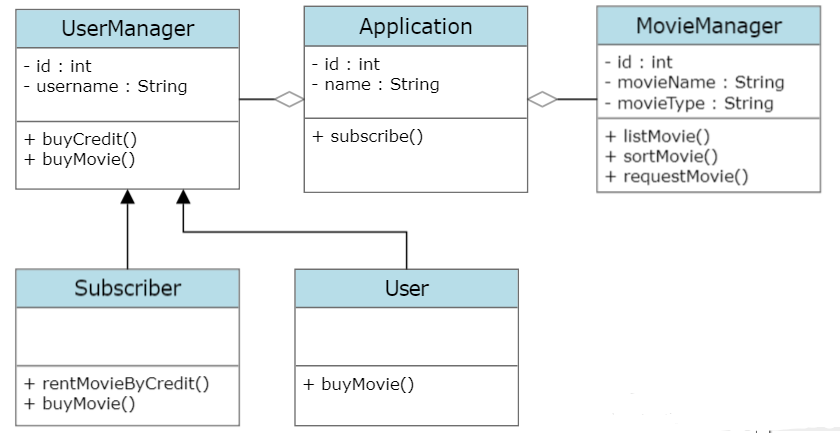 UserManager
- id : int
- username : String
+ buyCredit()
+ buyMovie()
Application
- id : int
- name : String
+ subscribe()
MovieManager
- id : int
- movieName : String
- movieType : String
+ listMovie()
+ sortMovie()
+ requestMovie()
Subscriber
+ rentMovieByCredit()
+ buyMovie()
User
+ buyMovie()